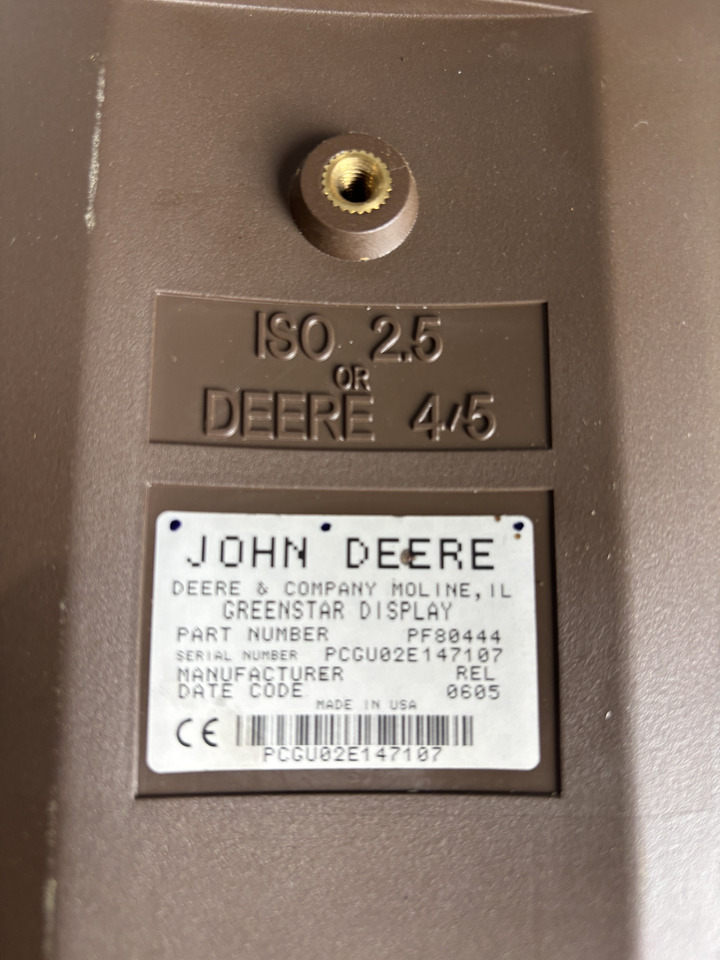 ISO 2.5
OR
DEERE 4/5
JOHN DEERE
DEERE & COMPANY MOLINE, IL
GREENSTAR DISPLAY
PART NUMBER PF80444
SERIAL NUMBER PCGU02E147107
MANUFACTURER REL
DATE CODE 0605
MADE IN USA
CE
PCGU02E147107